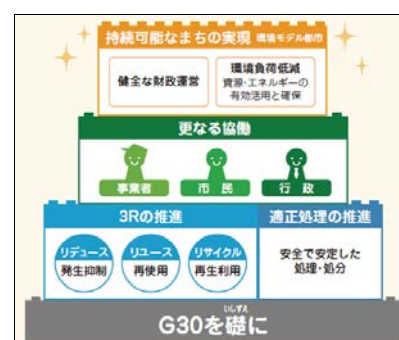 持続可能なまちの実現 環境モデル都市
健全な財政運営
環境負荷低減
資源・エネルギーの
有効活用と確保
更なる協働
事業者
市民
行政
3Rの推進
リデュース
発生抑制
リユース
再使用
リサイクル
再生利用
適正処理の推進
安全で安定した
処理・処分
いしずえ
G30を礎に